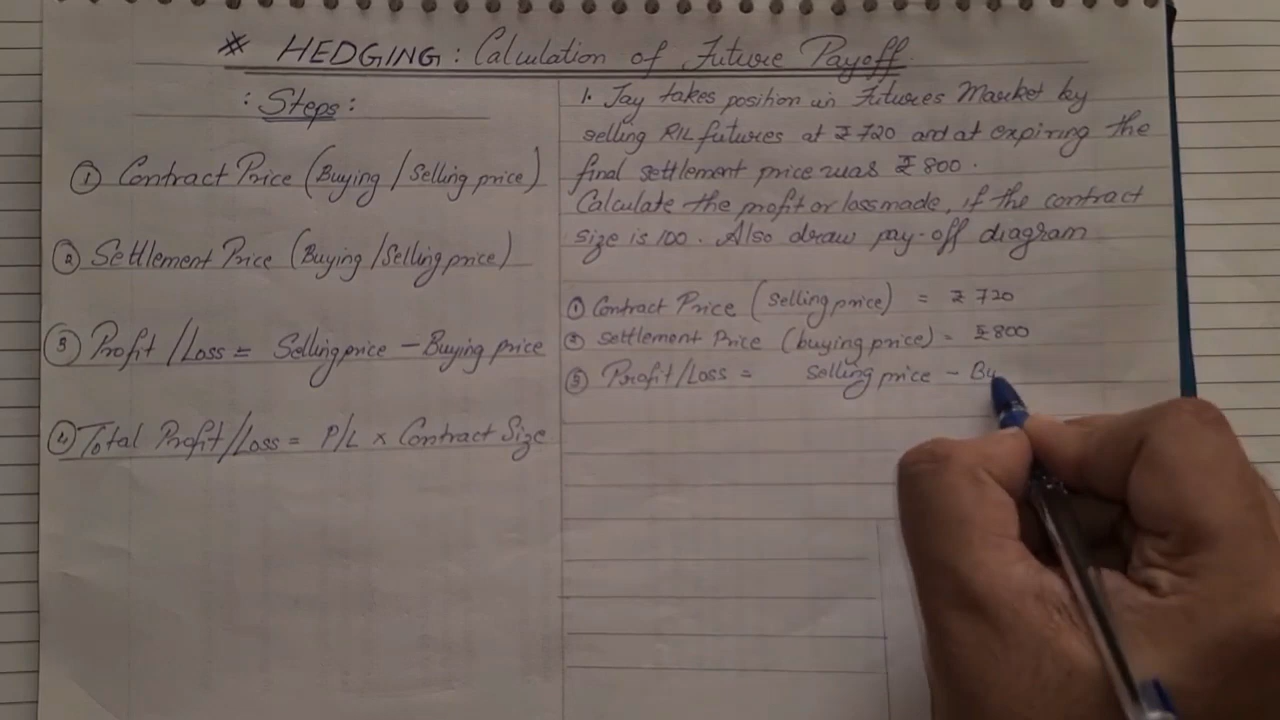 * HEDGING: Calculation of Future Payoff
: Steps :
① Contract Price (Buying / Selling price)
② Settlement Price (Buying / Selling price)
③ Profit / Loss = Selling price - Buying price
④ Total Profit / Loss = P/L x Contract Size
1. Jay takes position in Futures Market by
selling RIL futures at ₹ 720 and at expiring the
final settlement price was ₹ 800.
Calculate the profit or loss made, if the contract
size is 100. Also draw pay-off diagram
① Contract Price (selling price) = ₹ 720
② Settlement Price (buying price) = ₹ 800
③ Profit / Loss = Selling price - Bu